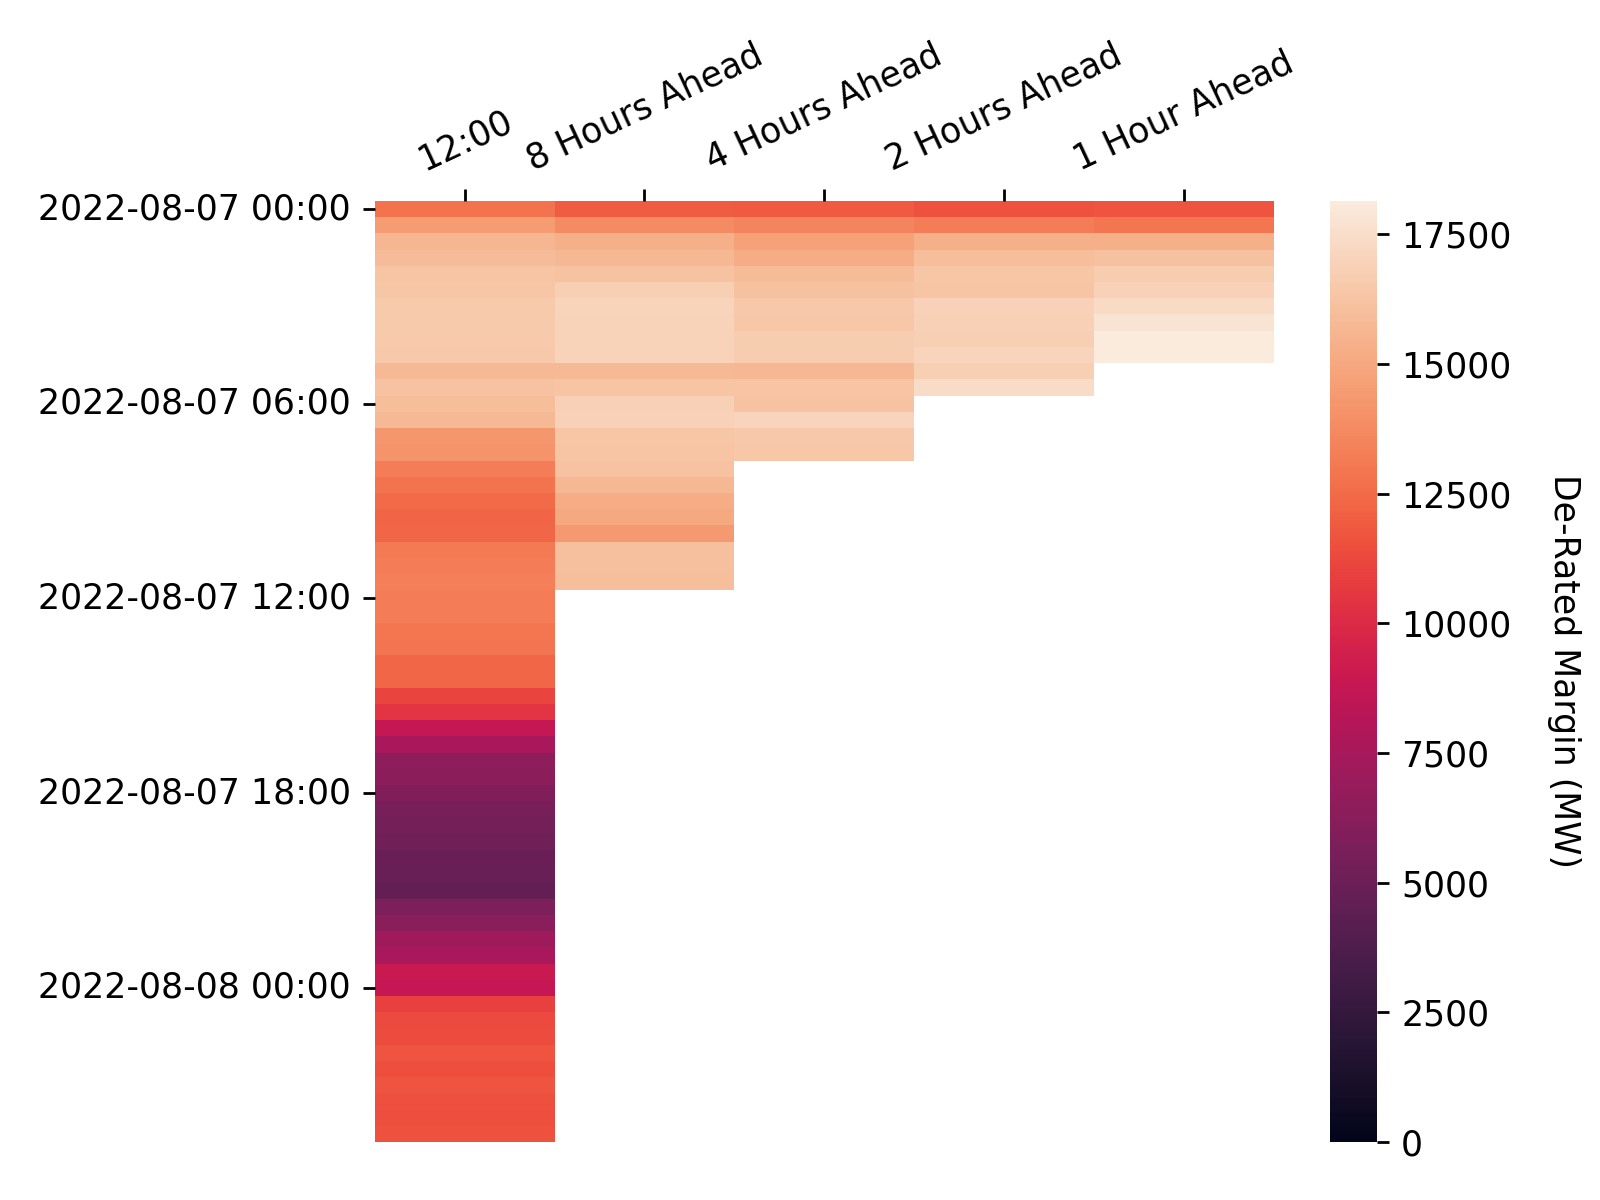 12:00
8 Hours Ahead
4 Hours Ahead
2 Hours Ahead
1 Hour Ahead
2022-08-07 00:00
2022-08-07 06:00
2022-08-07 12:00
2022-08-07 18:00
2022-08-08 00:00
17500
15000
12500
10000
7500
5000
2500
0
De-Rated Margin (MW)